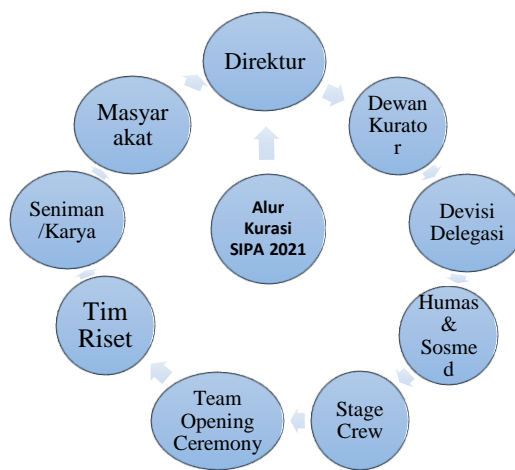 Direktur
Dewan
Kurato
r
Devisi
Delegasi
Humas
&
Sosme
d
Stage
Crew
Team
Opening
Ceremony
Tim
Riset
Seniman
/Karya
Masyar
akat
Alur
Kurasi
SIPA 2021